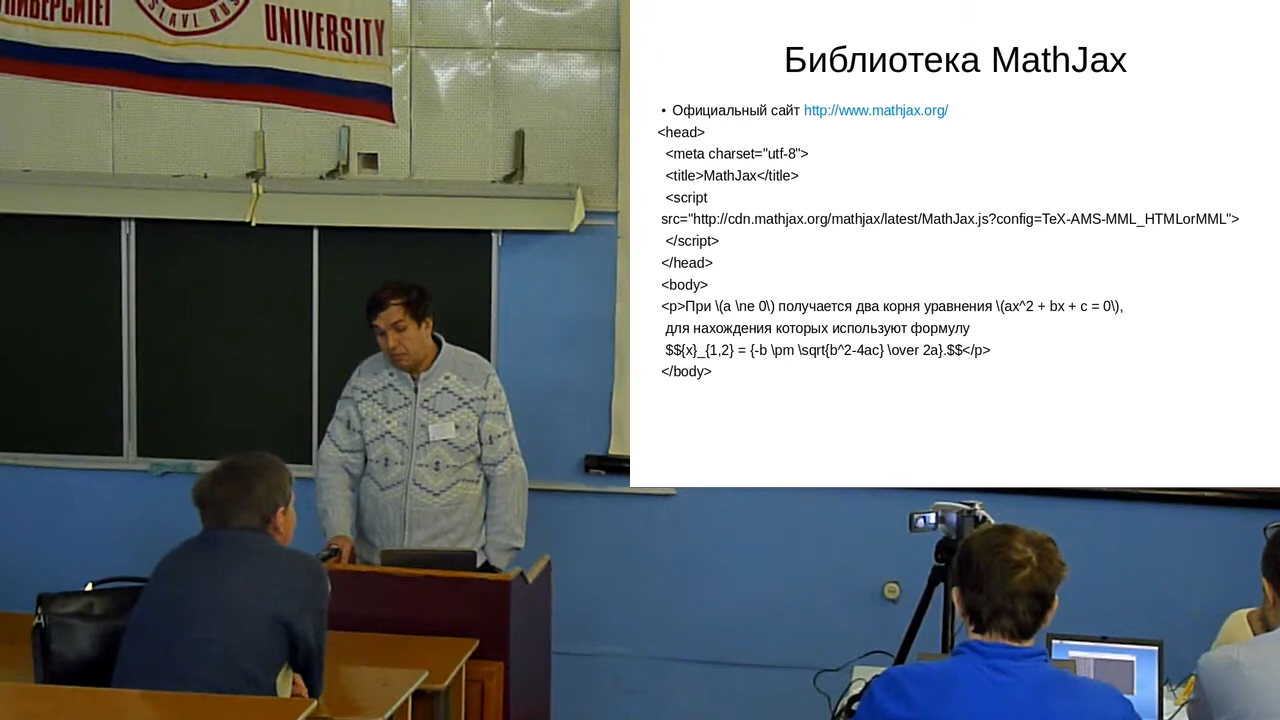 УНИВЕРСИТЕТ
UNIVERSITY
Библиотека MathJax
• Официальный сайт http://www.mathjax.org/
<head>
<meta charset="utf-8">
<title>MathJax</title>
<script
src="http://cdn.mathjax.org/mathjax/latest/MathJax.js?config=TeX-AMS-MML_HTMLorMML">
</script>
</head>
<body>
<p>При \(a \ne 0\) получается два корня уравнения \(ax^2 + bx + c = 0\),
для нахождения которых используют формулу
$${x}_{1,2} = {-b \pm \sqrt{b^2-4ac} \over 2a}.$$</p>
</body>